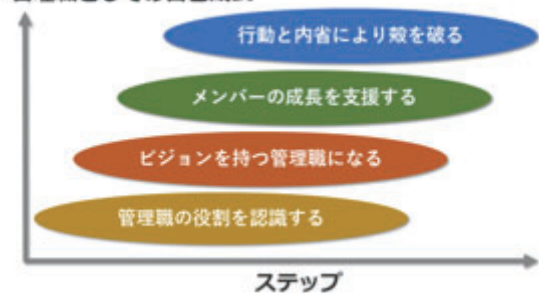 行動と内省により殻を破る
メンバーの成長を支援する
ビジョンを持つ管理職になる
管理職の役割を認識する
ステップ